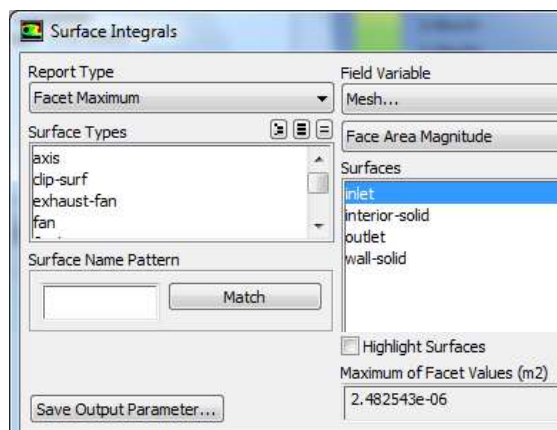 Surface Integrals
Report Type
Facet Maximum
Surface Types
axis
clip-surf
exhaust-fan
fan
Surface Name Pattern
Match
Save Output Parameter...
Field Variable
Mesh...
Face Area Magnitude
Surfaces
inlet
interior-solid
outlet
wall-solid
Highlight Surfaces
Maximum of Facet Values (m2)
2.482543e-06